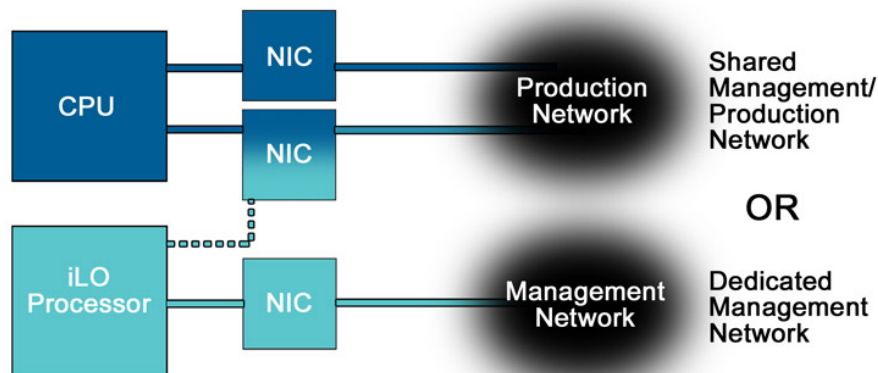 CPU
NIC
NIC
Production
Network
Shared
Management/
Production
Network
OR
iLO
Processor
NIC
Management
Network
Dedicated
Management
Network